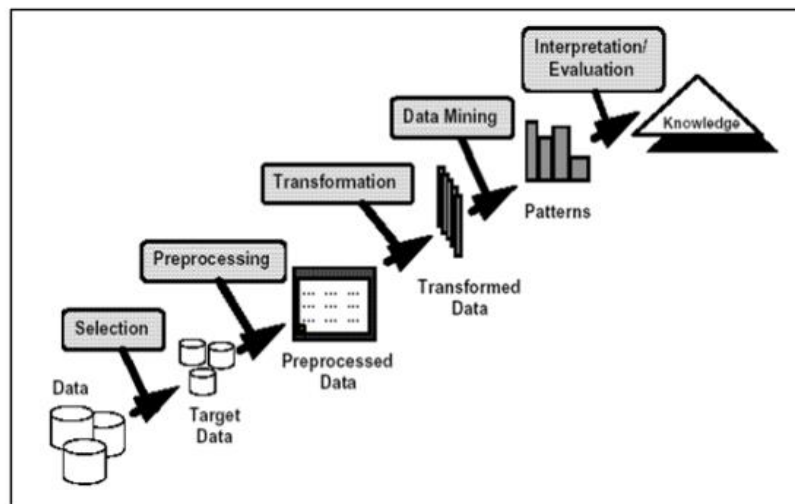 Interpretation/
Evaluation
Data Mining
Knowledge
Transformation
Patterns
Preprocessing
Transformed
Data
Selection
Preprocessed
Data
Data
Target
Data